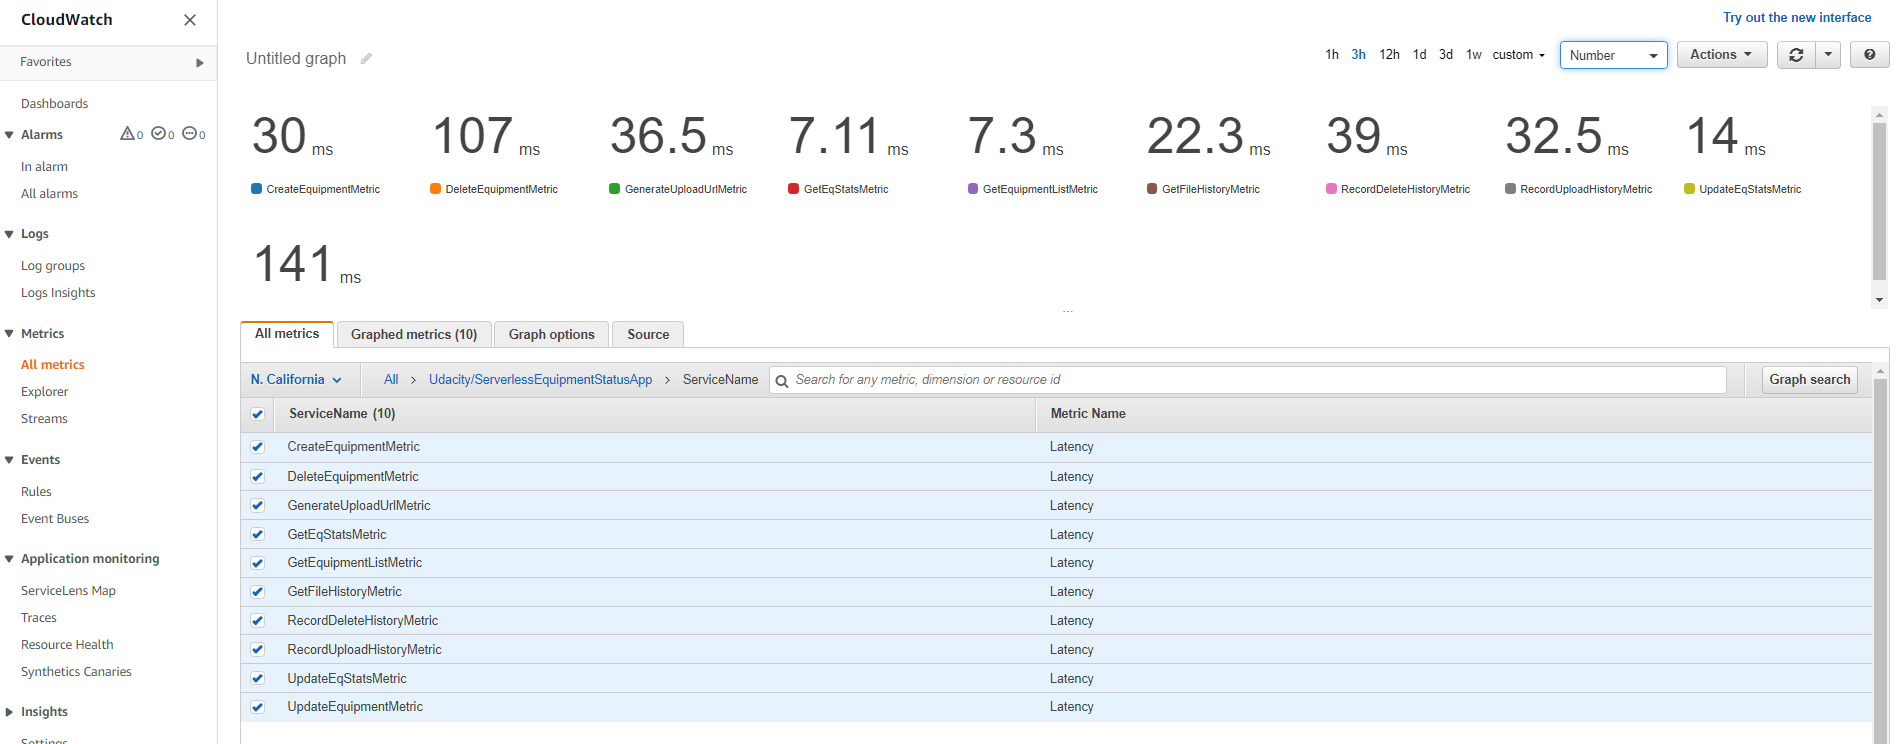 CloudWatch
Favorites
Dashboards
Alarms 0 0 0
In alarm
All alarms
Logs
Log groups
Logs Insights
Metrics
All metrics
Explorer
Streams
Events
Rules
Event Buses
Application monitoring
ServiceLens Map
Traces
Resource Health
Synthetics Canaries
Insights
Settings
Try out the new interface
Untitled graph
1h 3h 12h 1d 3d 1w custom Number Actions
30 ms
CreateEquipmentMetric
107 ms
DeleteEquipmentMetric
36.5 ms
GenerateUploadUrlMetric
7.11 ms
GetEqStatsMetric
7.3 ms
GetEquipmentListMetric
22.3 ms
GetFileHistoryMetric
39 ms
RecordDeleteHistoryMetric
32.5 ms
RecordUploadHistoryMetric
14 ms
UpdateEqStatsMetric
141 ms
All metrics Graphed metrics (10) Graph options Source
N. California All > Udacity/ServerlessEquipmentStatusApp > ServiceName Search for any metric, dimension or resource id Graph search
ServiceName (10) Metric Name
CreateEquipmentMetric Latency
DeleteEquipmentMetric Latency
GenerateUploadUrlMetric Latency
GetEqStatsMetric Latency
GetEquipmentListMetric Latency
GetFileHistoryMetric Latency
RecordDeleteHistoryMetric Latency
RecordUploadHistoryMetric Latency
UpdateEqStatsMetric Latency
UpdateEquipmentMetric Latency